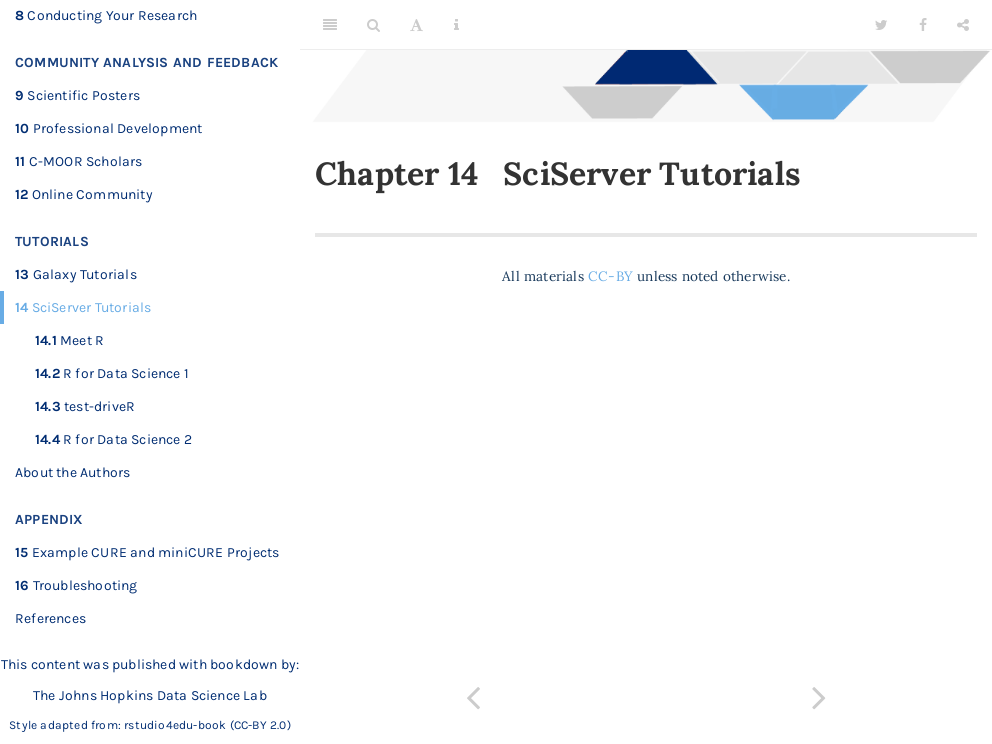 8 Conducting Your Research
COMMUNITY ANALYSIS AND FEEDBACK
9 Scientific Posters
10 Professional Development
11 C-MOOR Scholars
12 Online Community
TUTORIALS
13 Galaxy Tutorials
14 SciServer Tutorials
14.1 Meet R
14.2 R for Data Science 1
14.3 test-driveR
14.4 R for Data Science 2
About the Authors
APPENDIX
15 Example CURE and miniCURE Projects
16 Troubleshooting
References
This content was published with bookdown by:
The Johns Hopkins Data Science Lab
Style adapted from: rstudio4edu-book (CC-BY 2.0)
Chapter 14 SciServer Tutorials
All materials CC-BY unless noted otherwise.